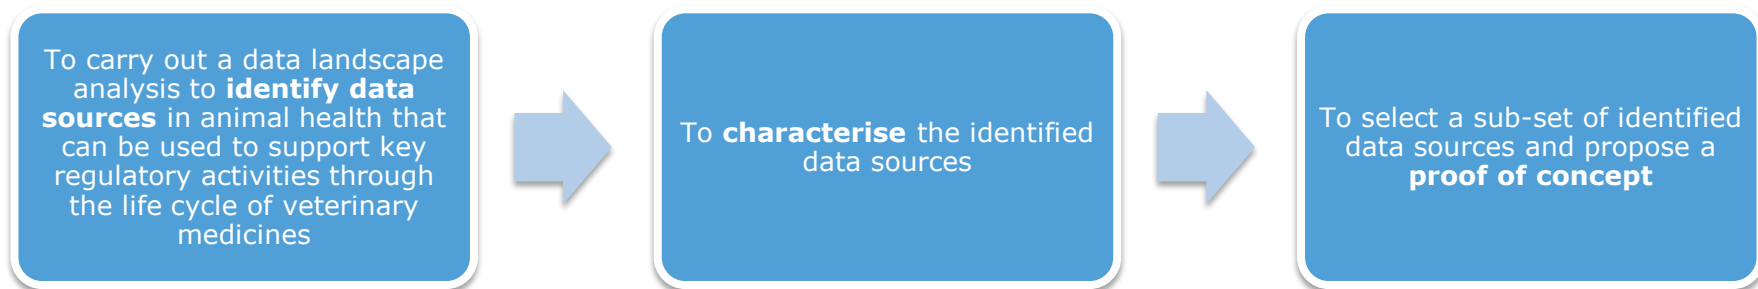 To carry out a data landscape
analysis to identify data
sources in animal health that
can be used to support key
regulatory activities through
the life cycle of veterinary
medicines
To characterise the identified
data sources
To select a sub-set of identified
data sources and propose a
proof of concept